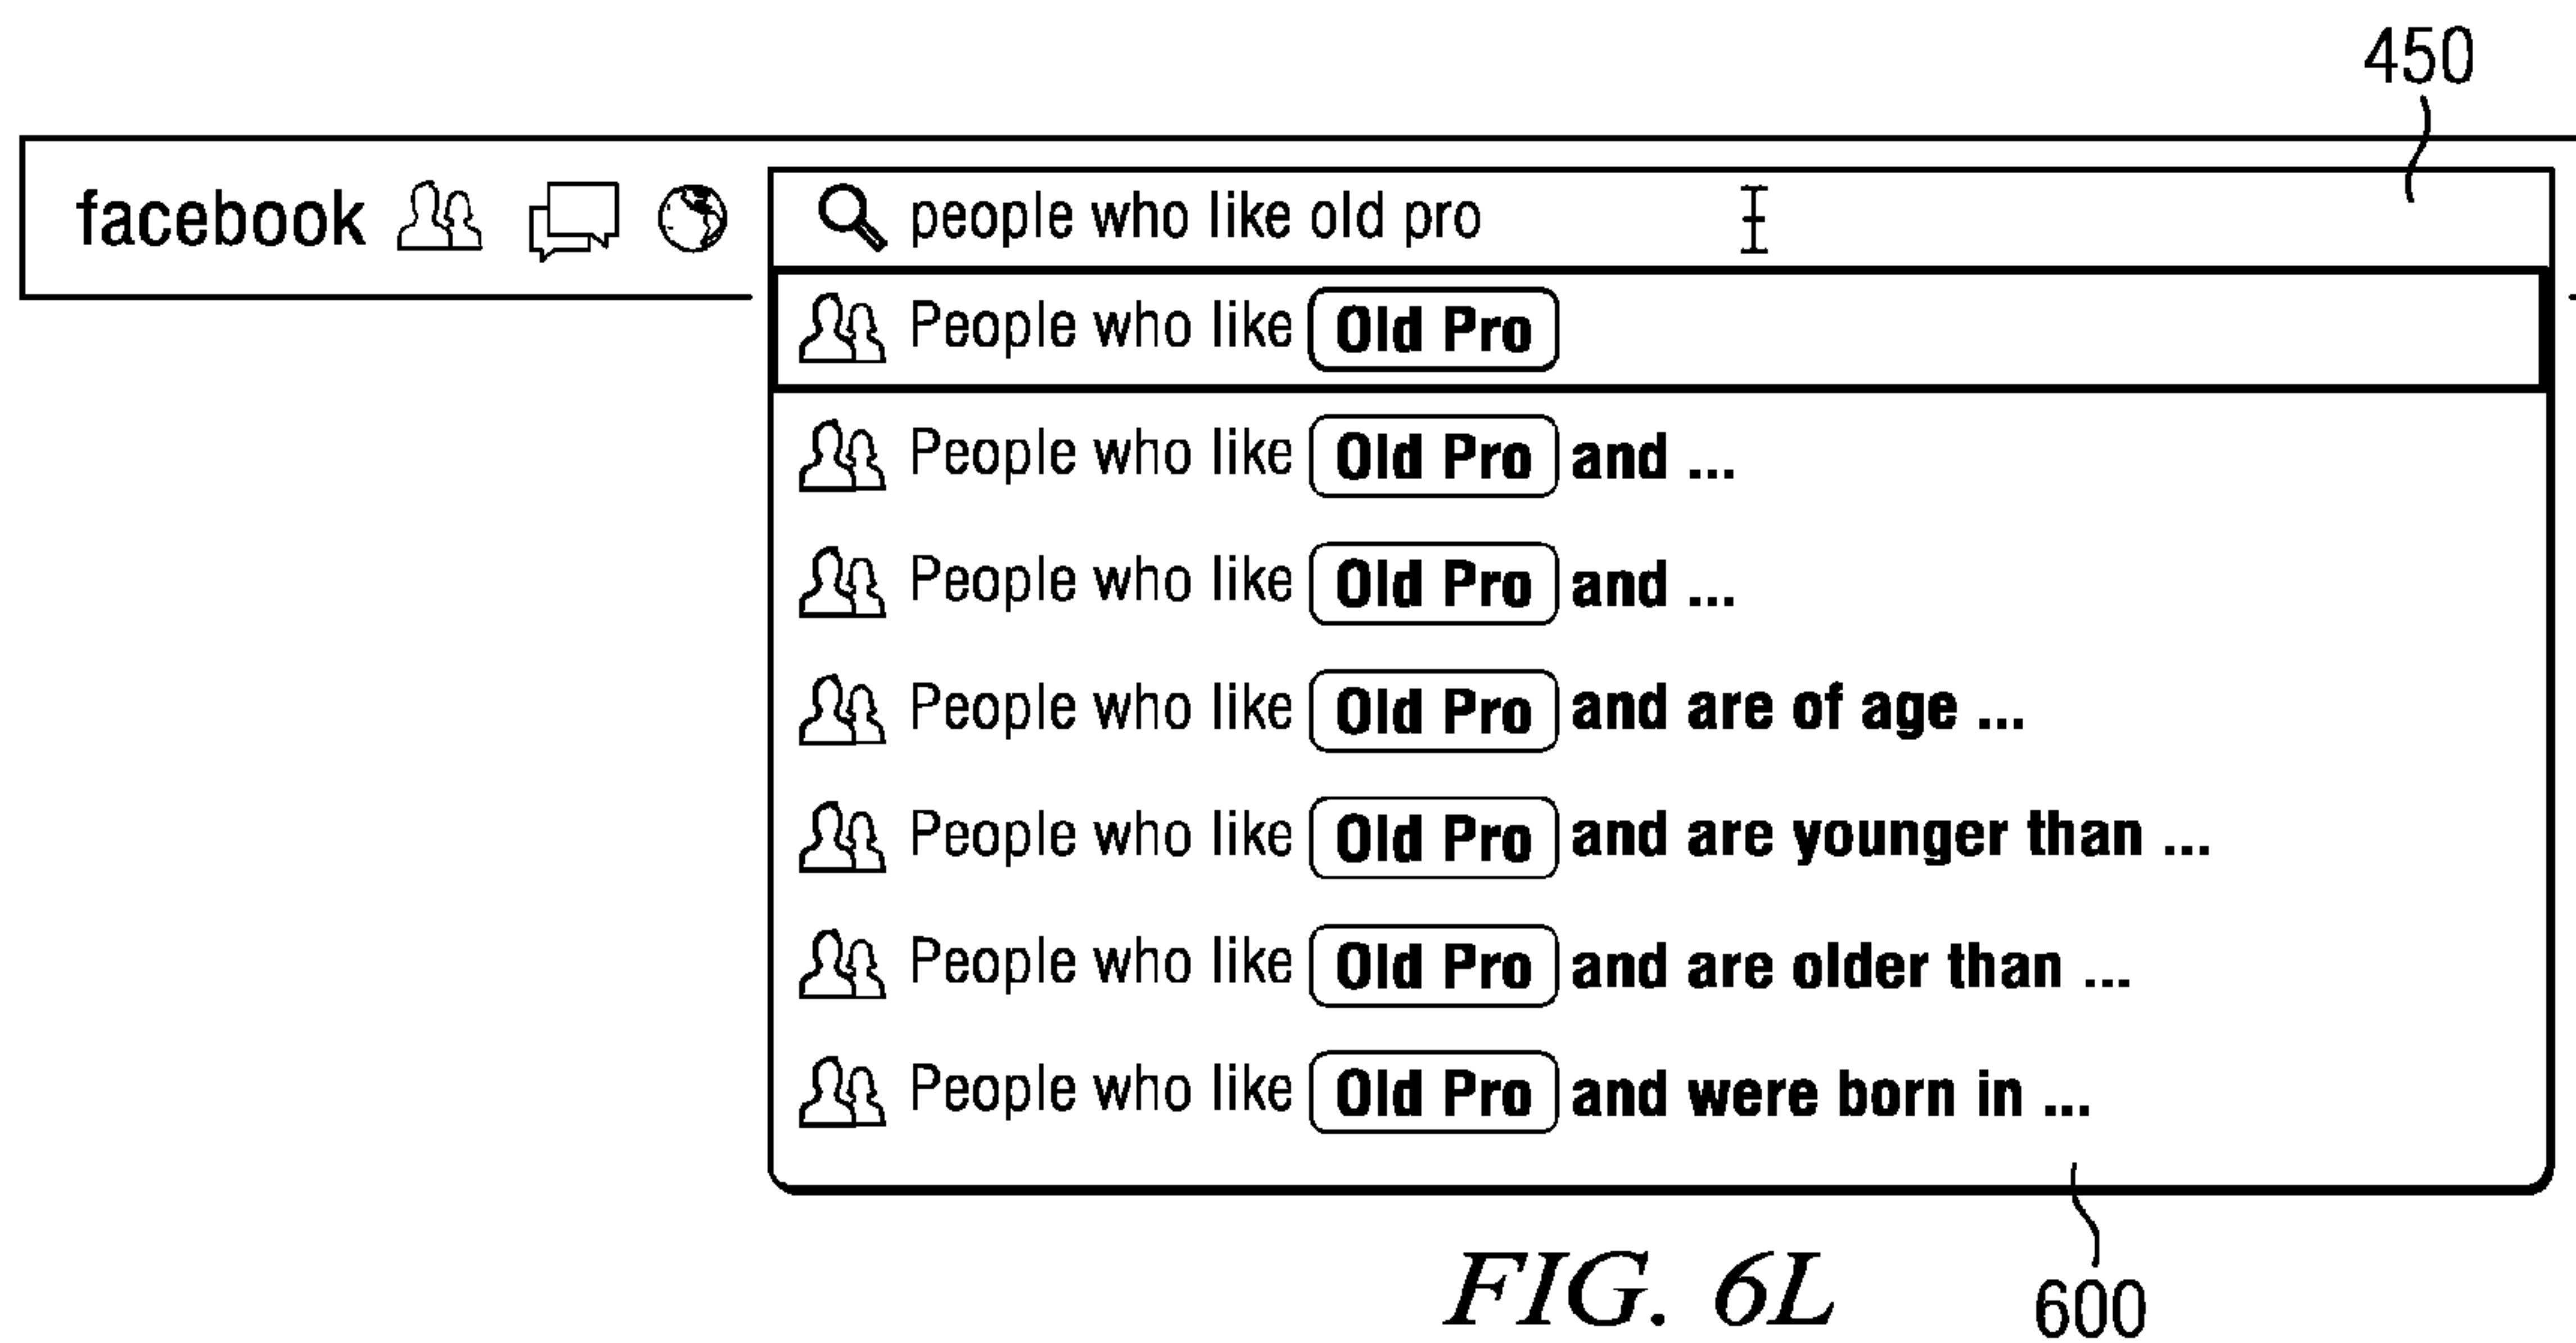 450
facebook people who like old pro
People who like Old Pro
People who like Old Pro and ...
People who like Old Pro and ...
People who like Old Pro and are of age ...
People who like Old Pro and are younger than ...
People who like Old Pro and are older than ...
People who like Old Pro and were born in ...
FIG. 6L
600